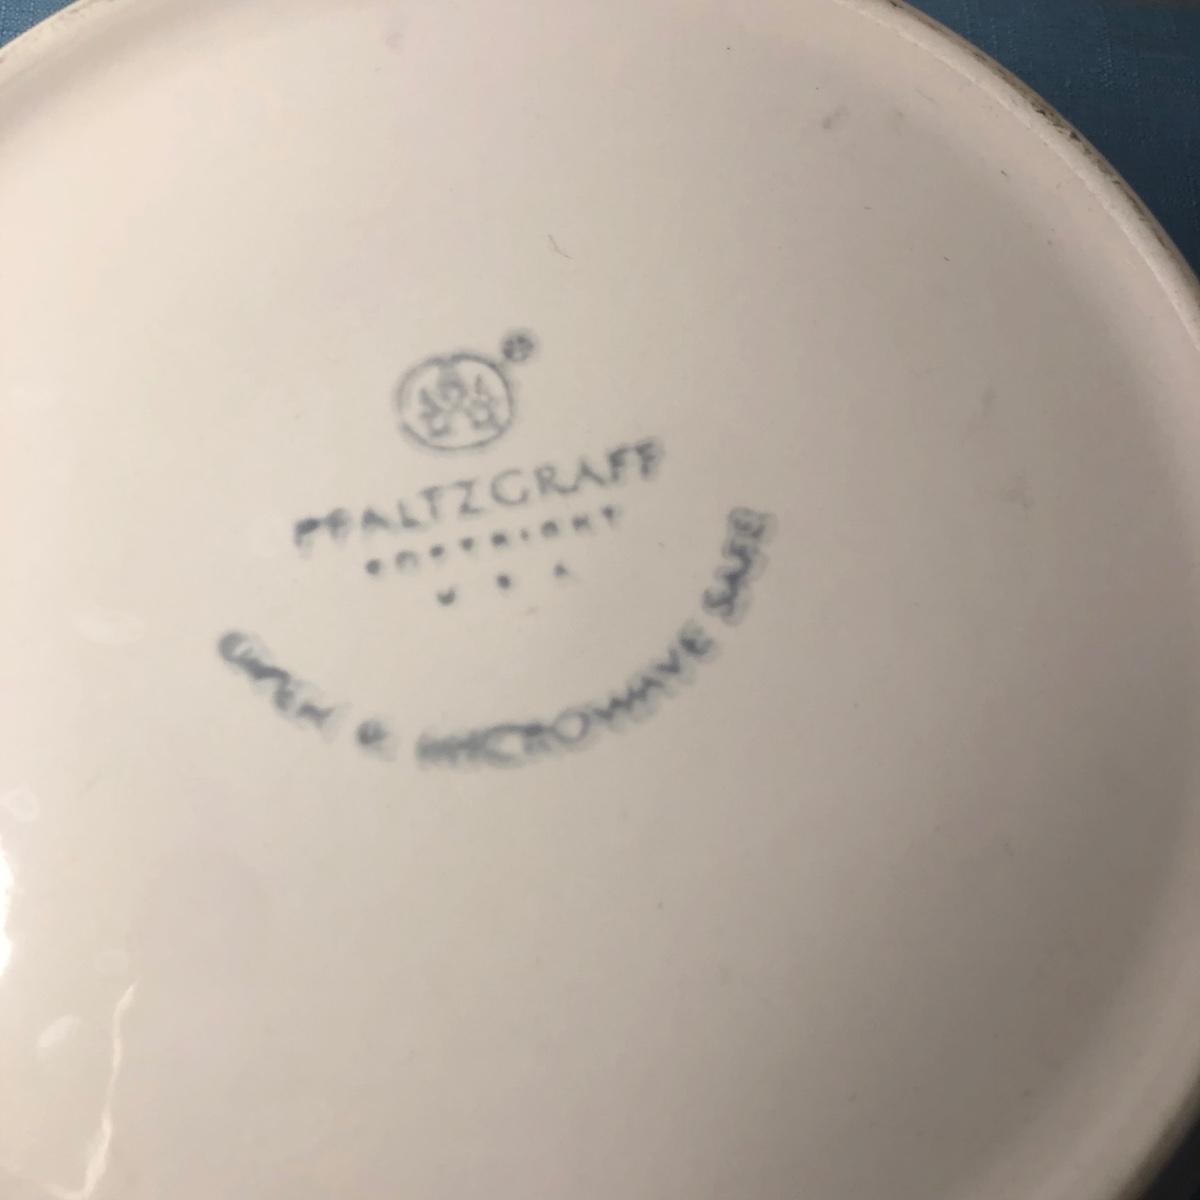 ®
PFALTZGRAFF
COPYRIGHT
U S A
OVEN & MICROWAVE SAFE